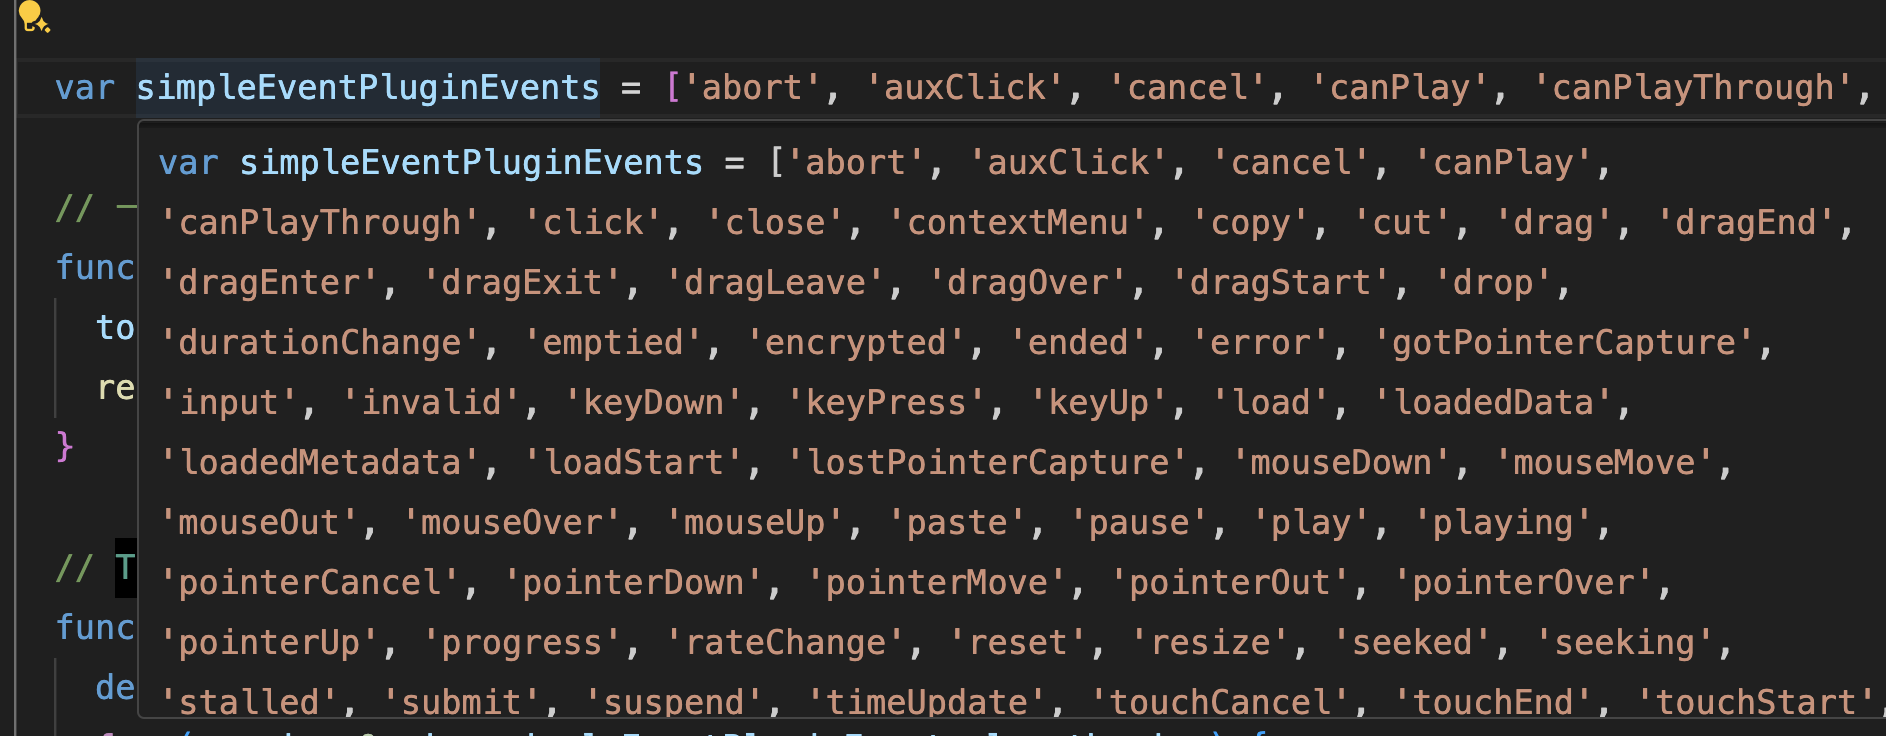 var simpleEventPluginEvents = ['abort', 'auxClick', 'cancel', 'canPlay', 'canPlayThrough',
var simpleEventPluginEvents = ['abort', 'auxClick', 'cancel', 'canPlay',
'canPlayThrough', 'click', 'close', 'contextMenu', 'copy', 'cut', 'drag', 'dragEnd',
'dragEnter', 'dragExit', 'dragLeave', 'dragOver', 'dragStart', 'drop',
'durationChange', 'emptied', 'encrypted', 'ended', 'error', 'gotPointerCapture',
'input', 'invalid', 'keyDown', 'keyPress', 'keyUp', 'load', 'loadedData',
'loadedMetadata', 'loadStart', 'lostPointerCapture', 'mouseDown', 'mouseMove',
'mouseOut', 'mouseOver', 'mouseUp', 'paste', 'pause', 'play', 'playing',
'pointerCancel', 'pointerDown', 'pointerMove', 'pointerOut', 'pointerOver',
'pointerUp', 'progress', 'rateChange', 'reset', 'resize', 'seeked', 'seeking',
'stalled', 'submit', 'suspend', 'timeUpdate', 'touchCancel', 'touchEnd', 'touchStart',
//
func
to
re
}
// T
func
de